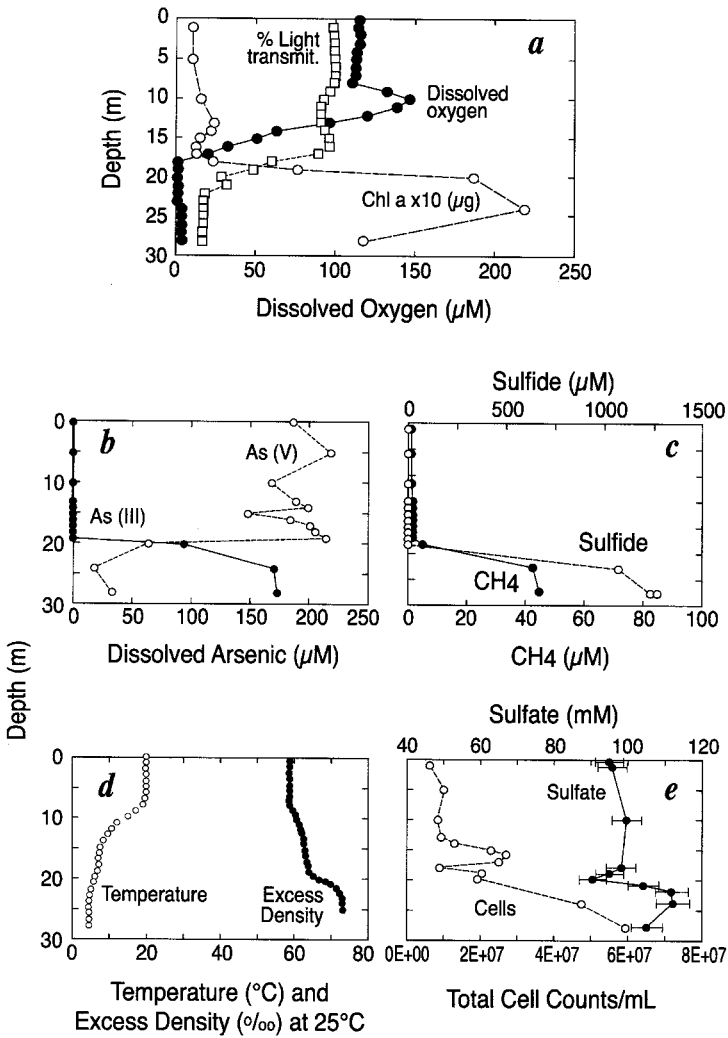 a
% Light
transmit.
Dissolved
oxygen
Chl a x10 (µg)
Depth (m)
0
5
10
15
20
25
30
0 50 100 150 200 250
Dissolved Oxygen (µM)
Sulfide (µM)
0 500 1000 1500
b
As (V)
As (III)
0
10
20
30
0 50 100 150 200 250
Dissolved Arsenic (µM)
c
Sulfide
CH4
0 20 40 60 80 100
CH4 (µM)
Depth (m)
Sulfate (mM)
40 60 80 100 120
d
Temperature
Excess
Density
0
10
20
30
0 20 40 60 80
Temperature (°C) and
Excess Density (o/oo) at 25°C
e
Sulfate
Cells
0E+00 2E+07 4E+07 6E+07 8E+07
Total Cell Counts/mL